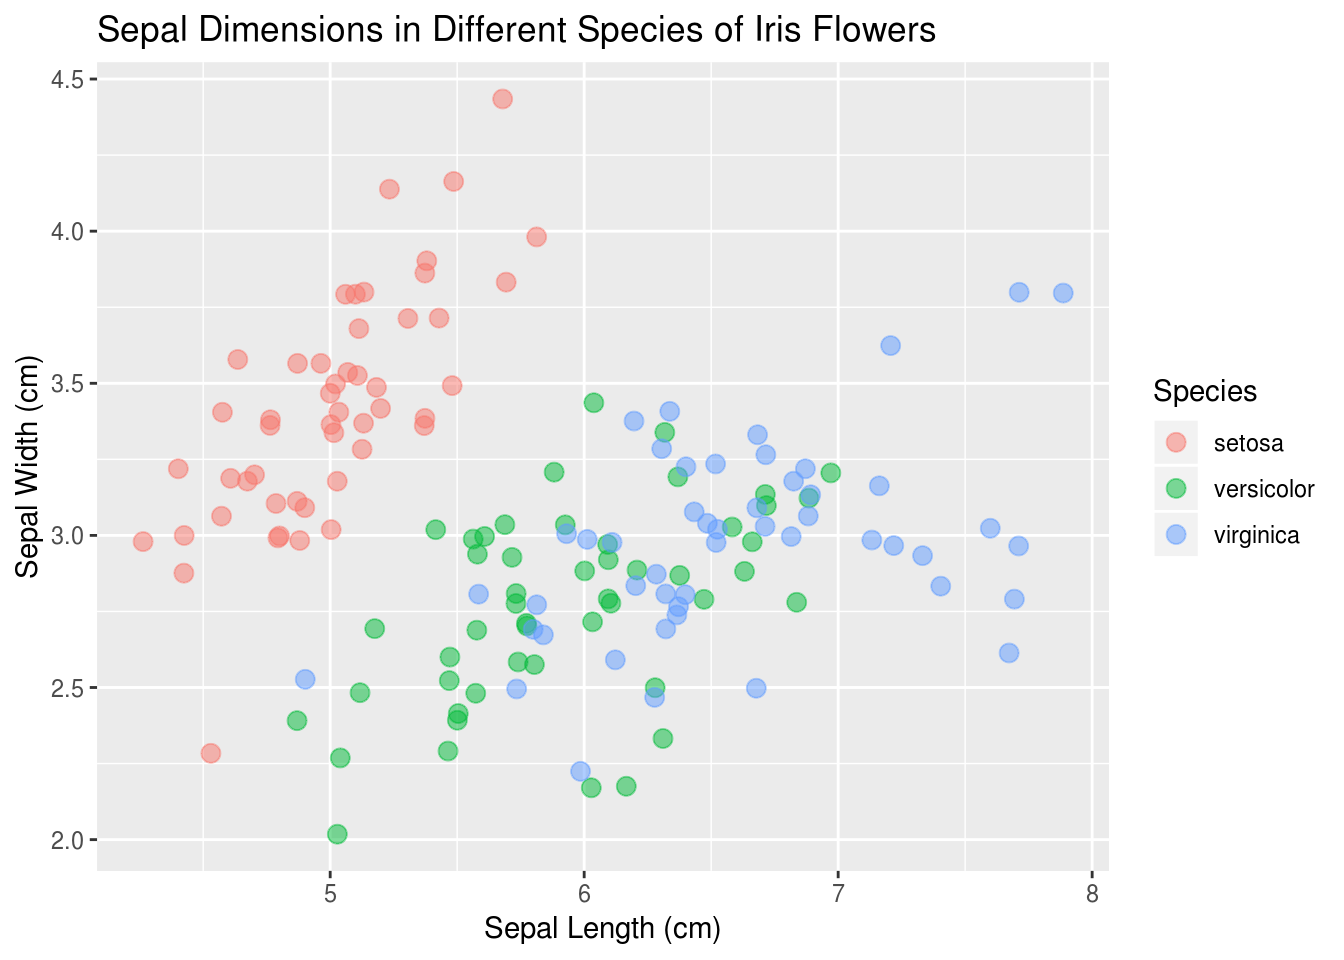 Sepal Dimensions in Different Species of Iris Flowers
4.5
4.0
3.5
3.0
2.5
2.0
Sepal Width (cm)
5 6 7 8
Sepal Length (cm)
Species
setosa
versicolor
virginica